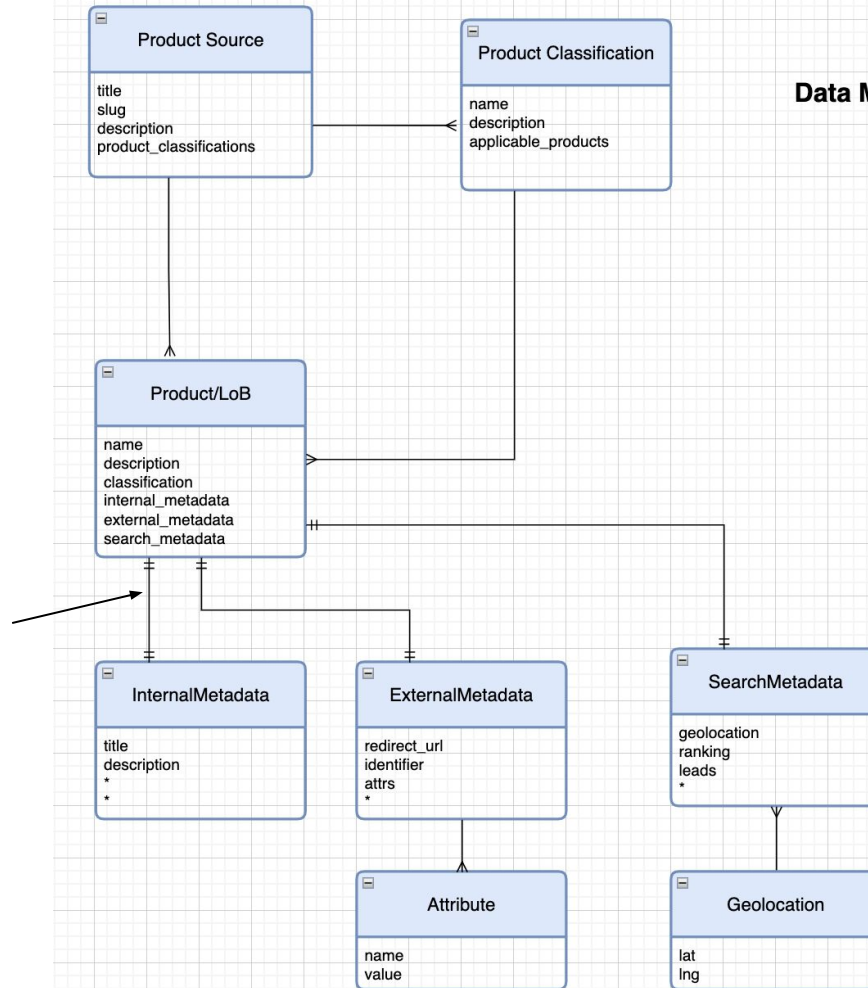 Product Source
title
slug
description
product_classifications
Product Classification
name
description
applicable_products
Data
Product/LoB
name
description
classification
internal_metadata
external_metadata
search_metadata
InternalMetadata
title
description
*
*
ExternalMetadata
redirect_url
identifier
attrs
*
SearchMetadata
geolocation
ranking
leads
*
Attribute
name
value
Geolocation
lat
lng